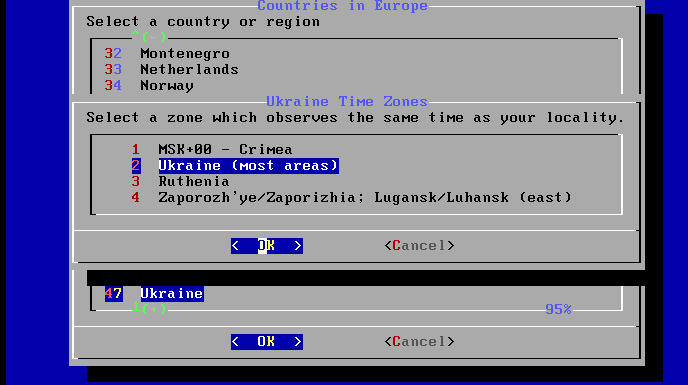 Countries in Europe
Select a country or region
^(-)
32 Montenegro
33 Netherlands
34 Norway
Ukraine Time Zones
Select a zone which observes the same time as your locality.
1 MSK+00 - Crimea
2 Ukraine (most areas)
3 Ruthenia
4 Zaporozh'ye/Zaporizhia; Lugansk/Luhansk (east)
< OK > <Cancel>
47 Ukraine
(+) 95%
< OK > <Cancel>